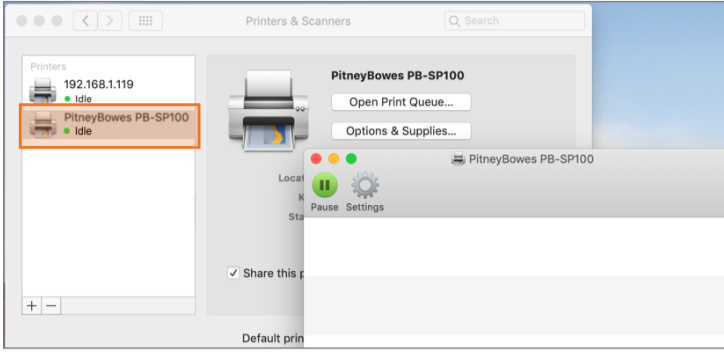 Printers & Scanners
Search
Printers
192.168.1.119
Idle
PitneyBowes PB-SP100
Idle
PitneyBowes PB-SP100
Open Print Queue...
Options & Supplies...
Locat
K
Sta
Share this p
Default prin
PitneyBowes PB-SP100
Pause Settings